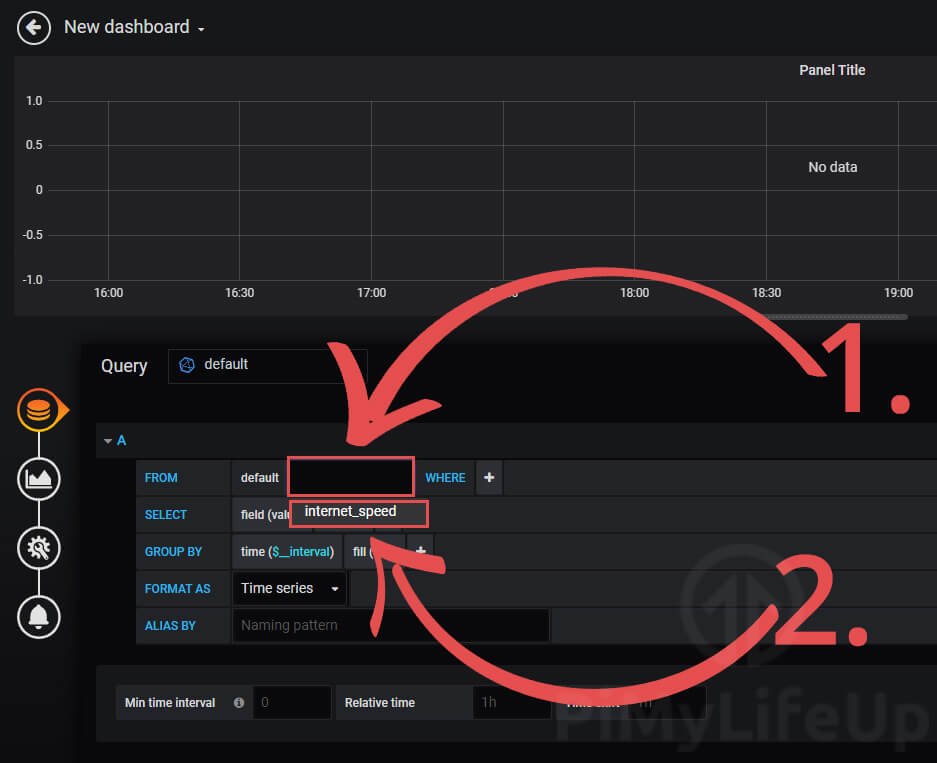 New dashboard
Panel Title
1.0
0.5
No data
0
-0.5
-1.0
16:00 16:30 17:00 18:00 18:30 19:00
1.
Query default
A
FROM default WHERE +
internet_speed
SELECT field (valu
GROUP BY time ($__interval) fill ( +
FORMAT AS Time series
2.
ALIAS BY Naming pattern
Min time interval 0 Relative time 1h
PiMyLifeUp